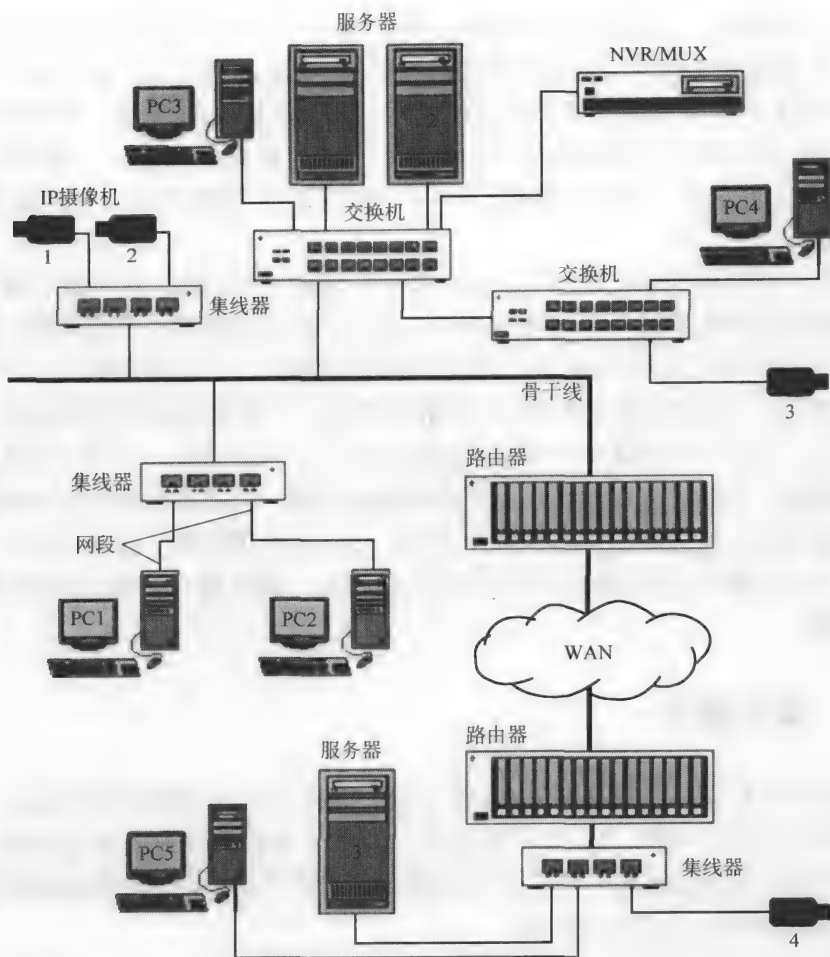 服务器
NVR/MUX
PC3
2
IP摄像机
PC4
交换机
1
2
交换机
集线器
骨干线
3
路由器
集线器
网段
PC1
PC2
WAN
路由器
服务器
PC5
3
集线器
4